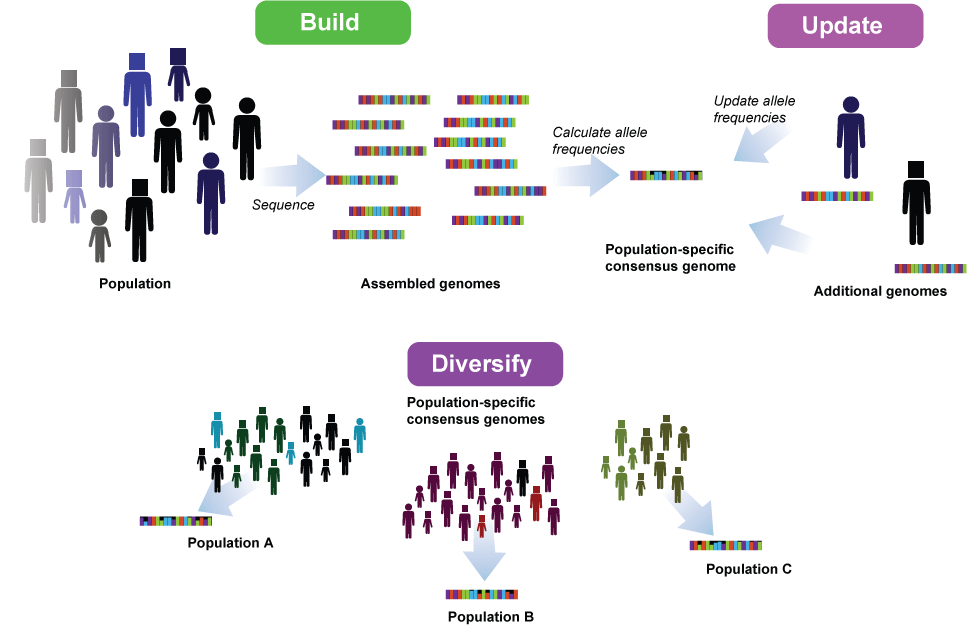 Build
Update
Update allele
frequencies
Calculate allele
frequencies
Sequence
Population-specific
consensus genome
Population
Assembled genomes
Additional genomes
Diversify
Population-specific
consensus genomes
Population A
Population B
Population C